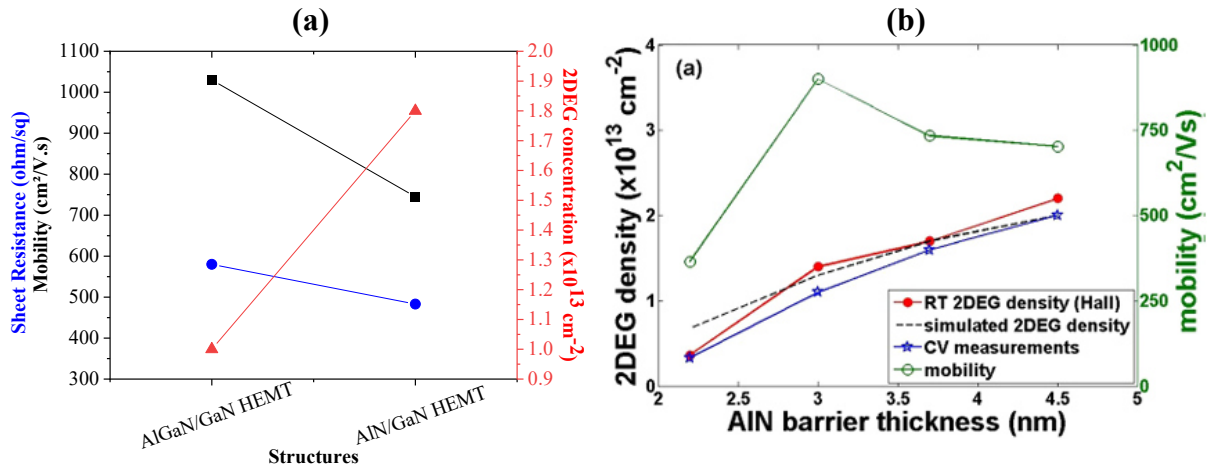 (a)
Sheet Resistance (ohm/sq)
Mobility (cm²/V.s)
1100
1000
900
800
700
600
500
400
300
2.0
1.9
1.8
1.7
1.6
1.5
1.4
1.3
1.2
1.1
1.0
0.9
2DEG concentration (x10¹³ cm⁻²)
AlGaN/GaN HEMT
AlN/GaN HEMT
Structures
(b)
(a)
2DEG density (x10¹³ cm⁻²)
4
3
2
1
0
1000
750
500
250
0
mobility (cm²/Vs)
RT 2DEG density (Hall)
simulated 2DEG density
CV measurements
mobility
2
2.5
3
3.5
4
4.5
5
AlN barrier thickness (nm)